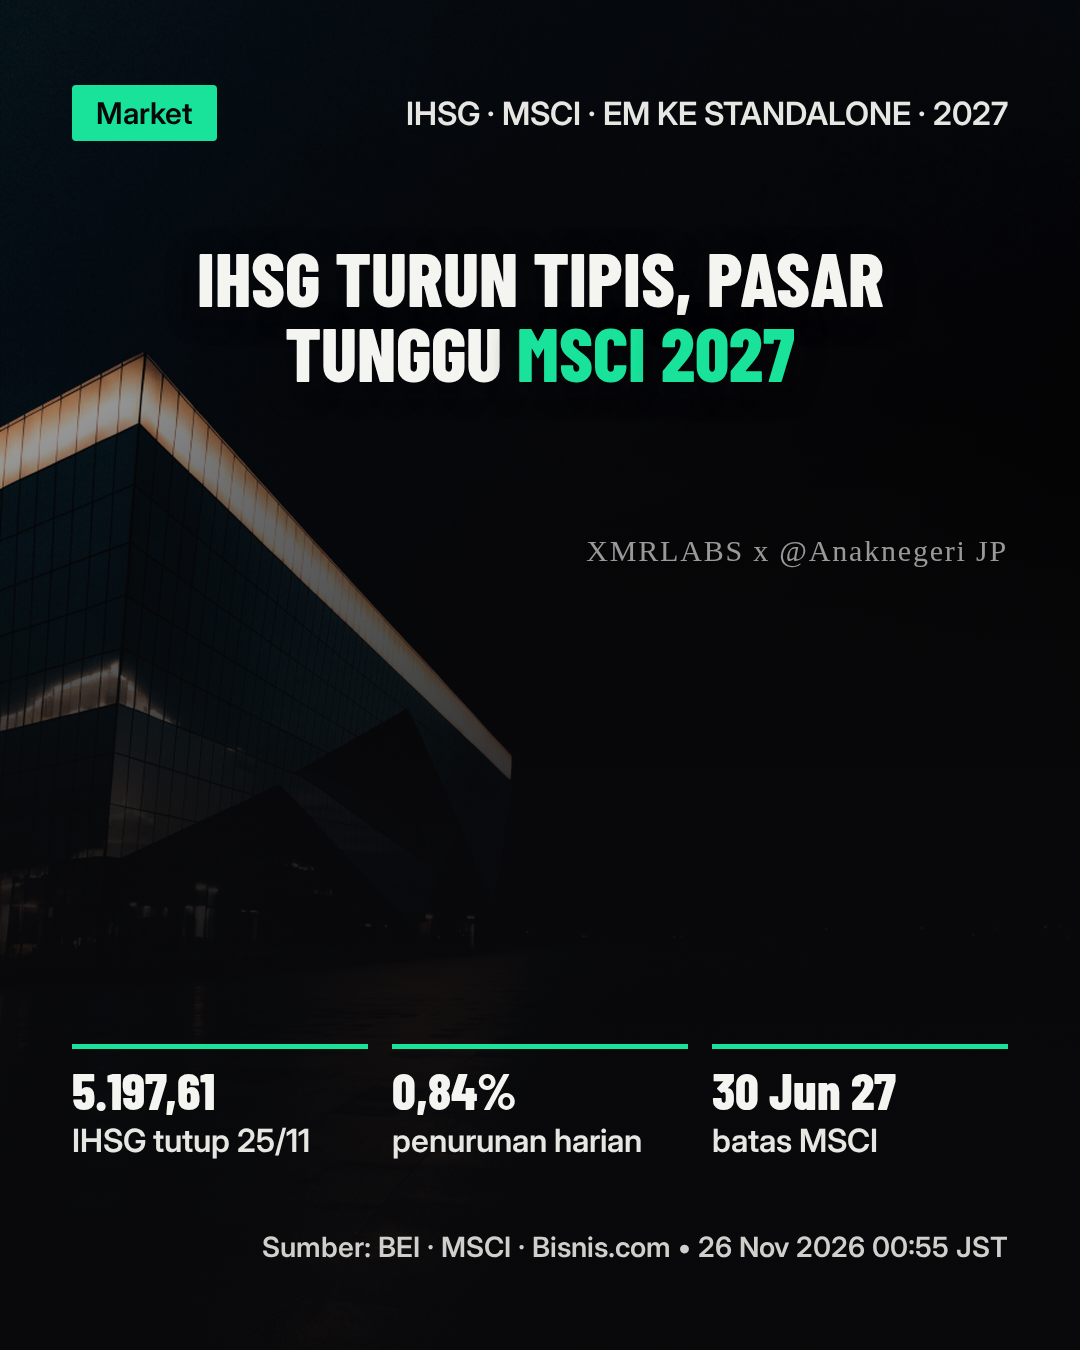 Market
IHSG · MSCI · EM KE STANDALONE · 2027
IHSG TURUN TIPIS, PASAR
TUNGGU MSCI 2027
XMRLABS x @Anaknegeri JP
5.197,61
IHSG tutup 25/11
0,84%
penurunan harian
30 Jun 27
batas MSCI
Sumber: BEI · MSCI · Bisnis.com • 26 Nov 2026 00:55 JST